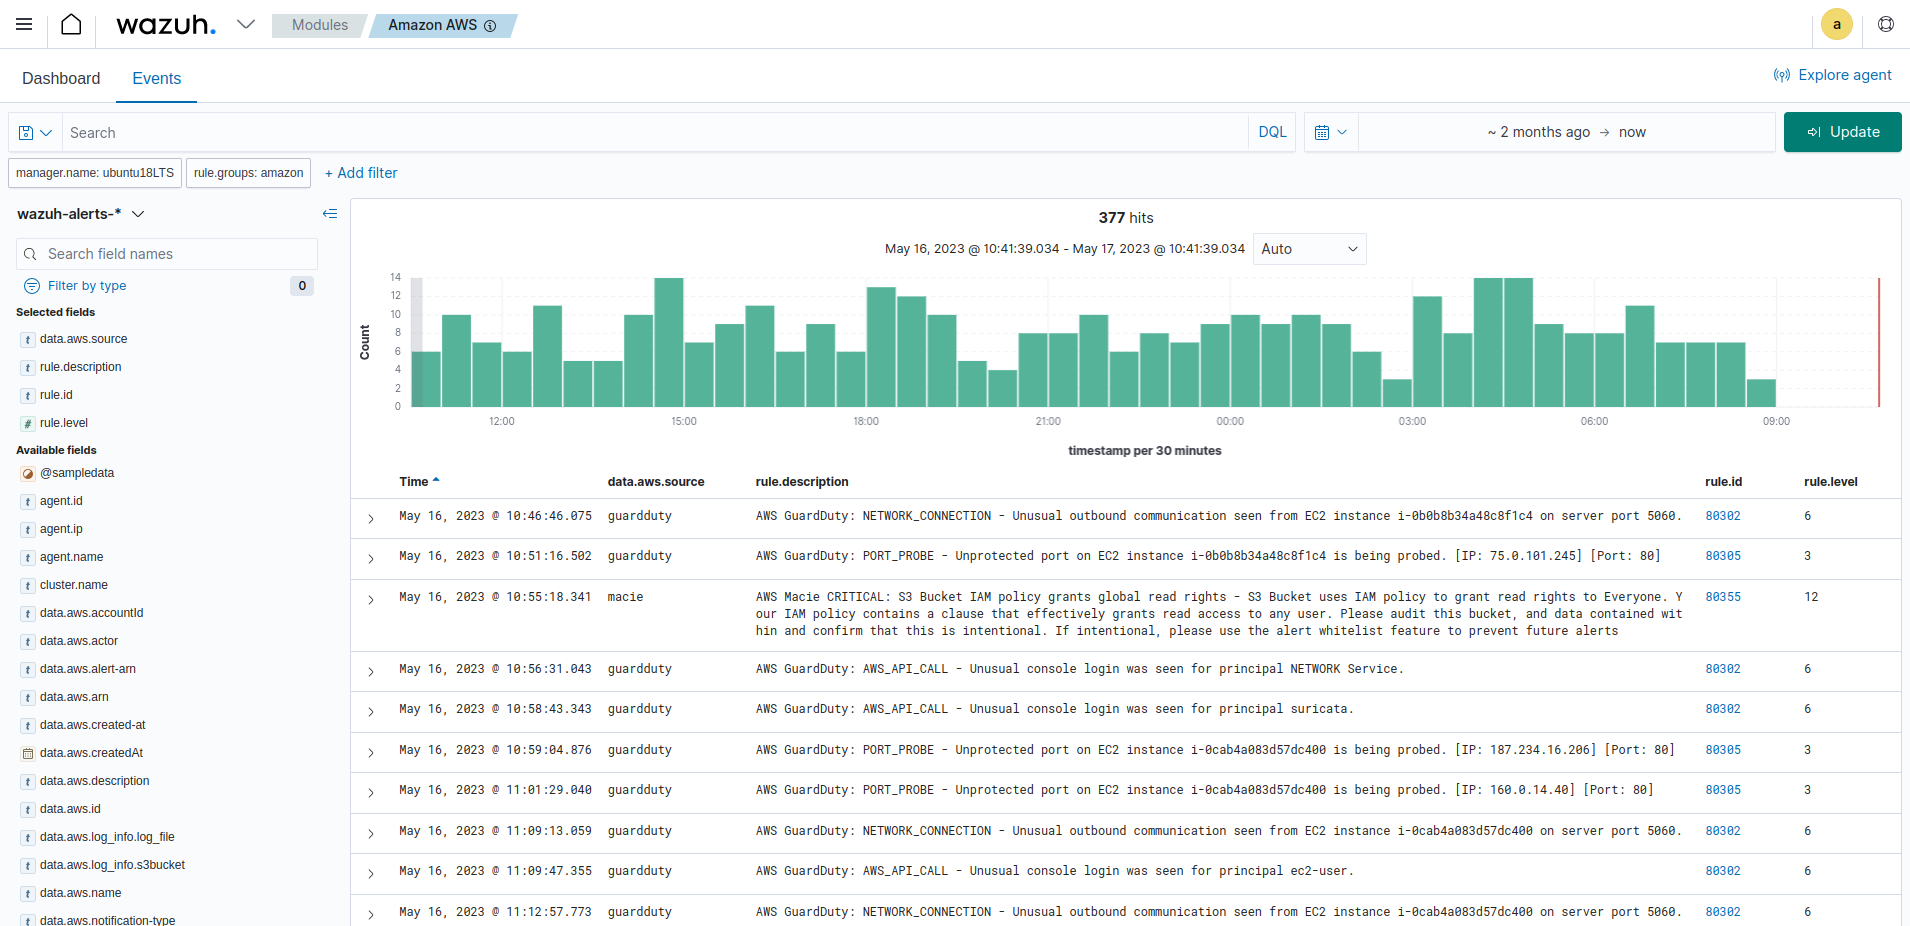 wazuh.
Modules
Amazon AWS
a
Dashboard
Events
Explore agent
Search
DQL
~ 2 months ago → now
Update
manager.name: ubuntu18LTS
rule.groups: amazon
+ Add filter
wazuh-alerts-*
Search field names
Filter by type
0
Selected fields
t data.aws.source
t rule.description
t rule.id
# rule.level
Available fields
@sampledata
t agent.id
t agent.ip
t agent.name
t cluster.name
t data.aws.accountId
t data.aws.actor
t data.aws.alert-arn
t data.aws.arn
t data.aws.created-at
data.aws.createdAt
t data.aws.description
t data.aws.id
t data.aws.log_info.log_file
t data.aws.log_info.s3bucket
t data.aws.name
t data.aws.notification-type
377 hits
May 16, 2023 @ 10:41:39.034 - May 17, 2023 @ 10:41:39.034
Auto
Count
14
12
10
8
6
4
2
0
12:00
15:00
18:00
21:00
00:00
03:00
06:00
09:00
timestamp per 30 minutes
Time data.aws.source rule.description rule.id rule.level
May 16, 2023 @ 10:46:46.075 guardduty AWS GuardDuty: NETWORK_CONNECTION - Unusual outbound communication seen from EC2 instance i-0b0b8b34a48c8f1c4 on server port 5060. 80302 6
May 16, 2023 @ 10:51:16.502 guardduty AWS GuardDuty: PORT_PROBE - Unprotected port on EC2 instance i-0b0b8b34a48c8f1c4 is being probed. [IP: 75.0.101.245] [Port: 80] 80305 3
May 16, 2023 @ 10:55:18.341 macie AWS Macie CRITICAL: S3 Bucket IAM policy grants global read rights - S3 Bucket uses IAM policy to grant read rights to Everyone. Y 80355 12
our IAM policy contains a clause that effectively grants read access to any user. Please audit this bucket, and data contained wit
hin and confirm that this is intentional. If intentional, please use the alert whitelist feature to prevent future alerts
May 16, 2023 @ 10:56:31.043 guardduty AWS GuardDuty: AWS_API_CALL - Unusual console login was seen for principal NETWORK Service. 80302 6
May 16, 2023 @ 10:58:43.343 guardduty AWS GuardDuty: AWS_API_CALL - Unusual console login was seen for principal suricata. 80302 6
May 16, 2023 @ 10:59:04.876 guardduty AWS GuardDuty: PORT_PROBE - Unprotected port on EC2 instance i-0cab4a083d57dc400 is being probed. [IP: 187.234.16.206] [Port: 80] 80305 3
May 16, 2023 @ 11:01:29.040 guardduty AWS GuardDuty: PORT_PROBE - Unprotected port on EC2 instance i-0cab4a083d57dc400 is being probed. [IP: 160.0.14.40] [Port: 80] 80305 3
May 16, 2023 @ 11:09:13.059 guardduty AWS GuardDuty: NETWORK_CONNECTION - Unusual outbound communication seen from EC2 instance i-0cab4a083d57dc400 on server port 5060. 80302 6
May 16, 2023 @ 11:09:47.355 guardduty AWS GuardDuty: AWS_API_CALL - Unusual console login was seen for principal ec2-user. 80302 6
May 16, 2023 @ 11:12:57.773 guardduty AWS GuardDuty: NETWORK_CONNECTION - Unusual outbound communication seen from EC2 instance i-0cab4a083d57dc400 on server port 5060. 80302 6